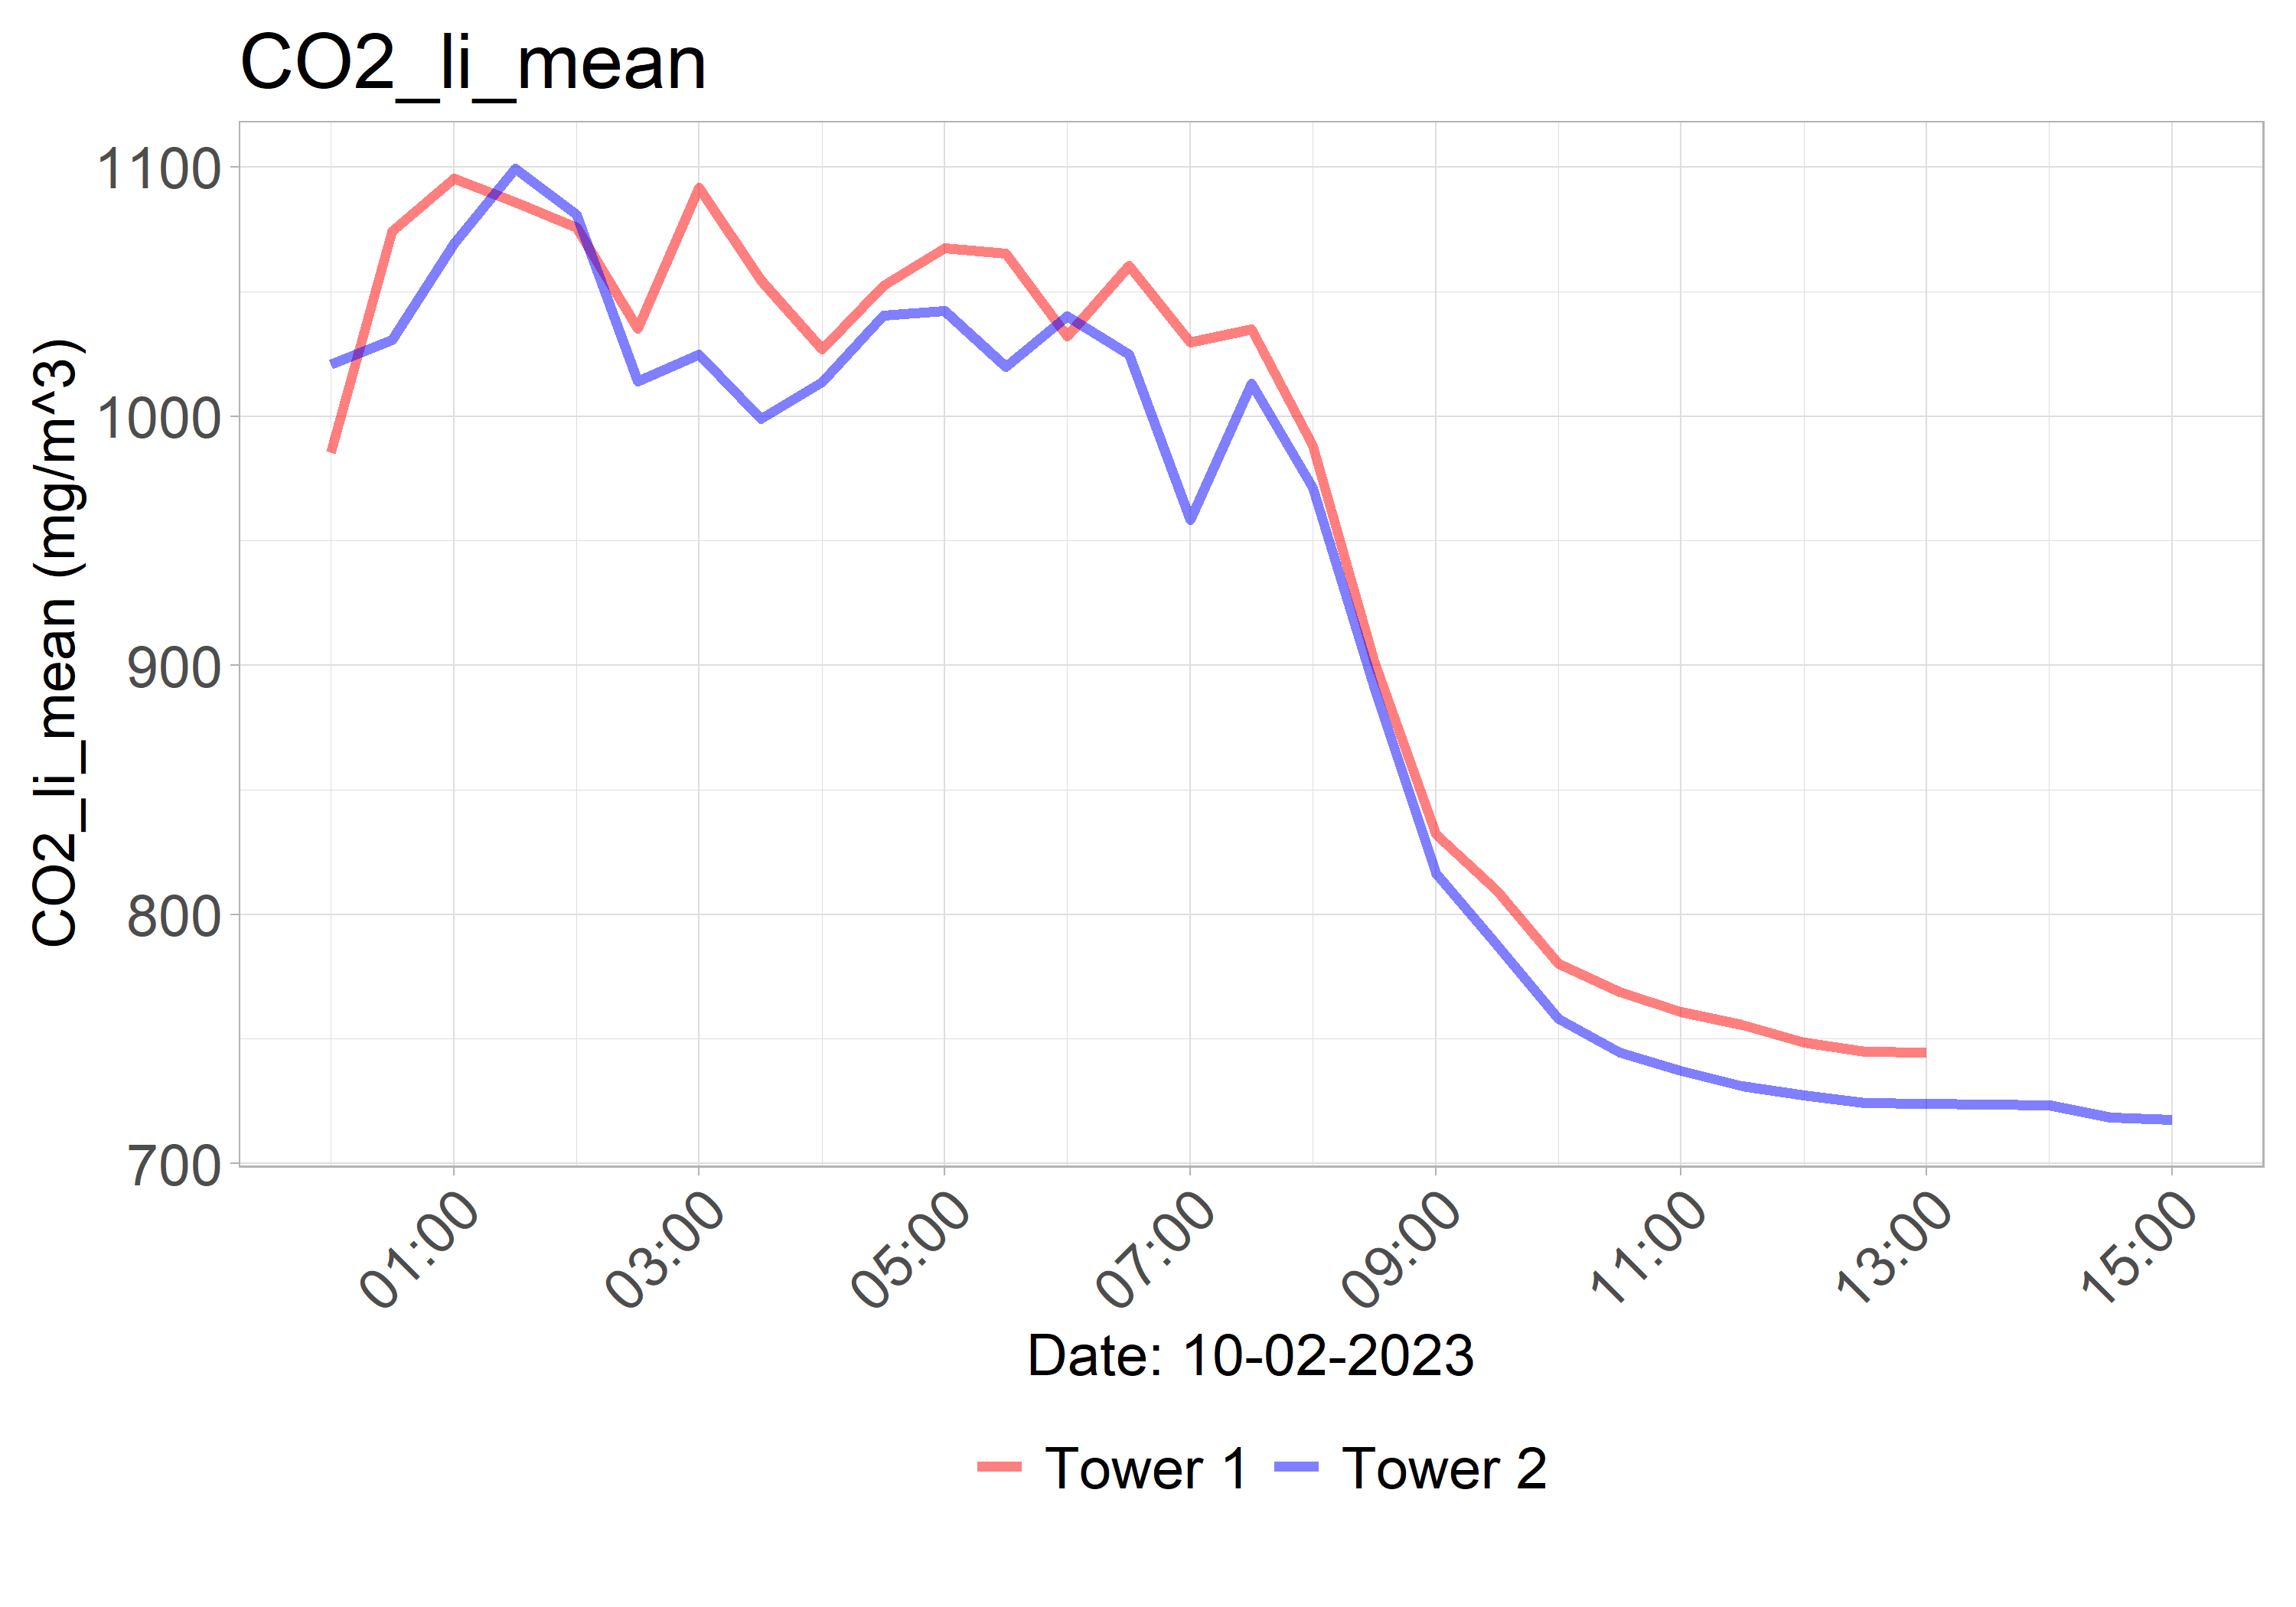 CO2_li_mean
CO2_li_mean (mg/m^3)
1100
1000
900
800
700
01:00
03:00
05:00
07:00
09:00
11:00
13:00
15:00
Date: 10-02-2023
Tower 1
Tower 2